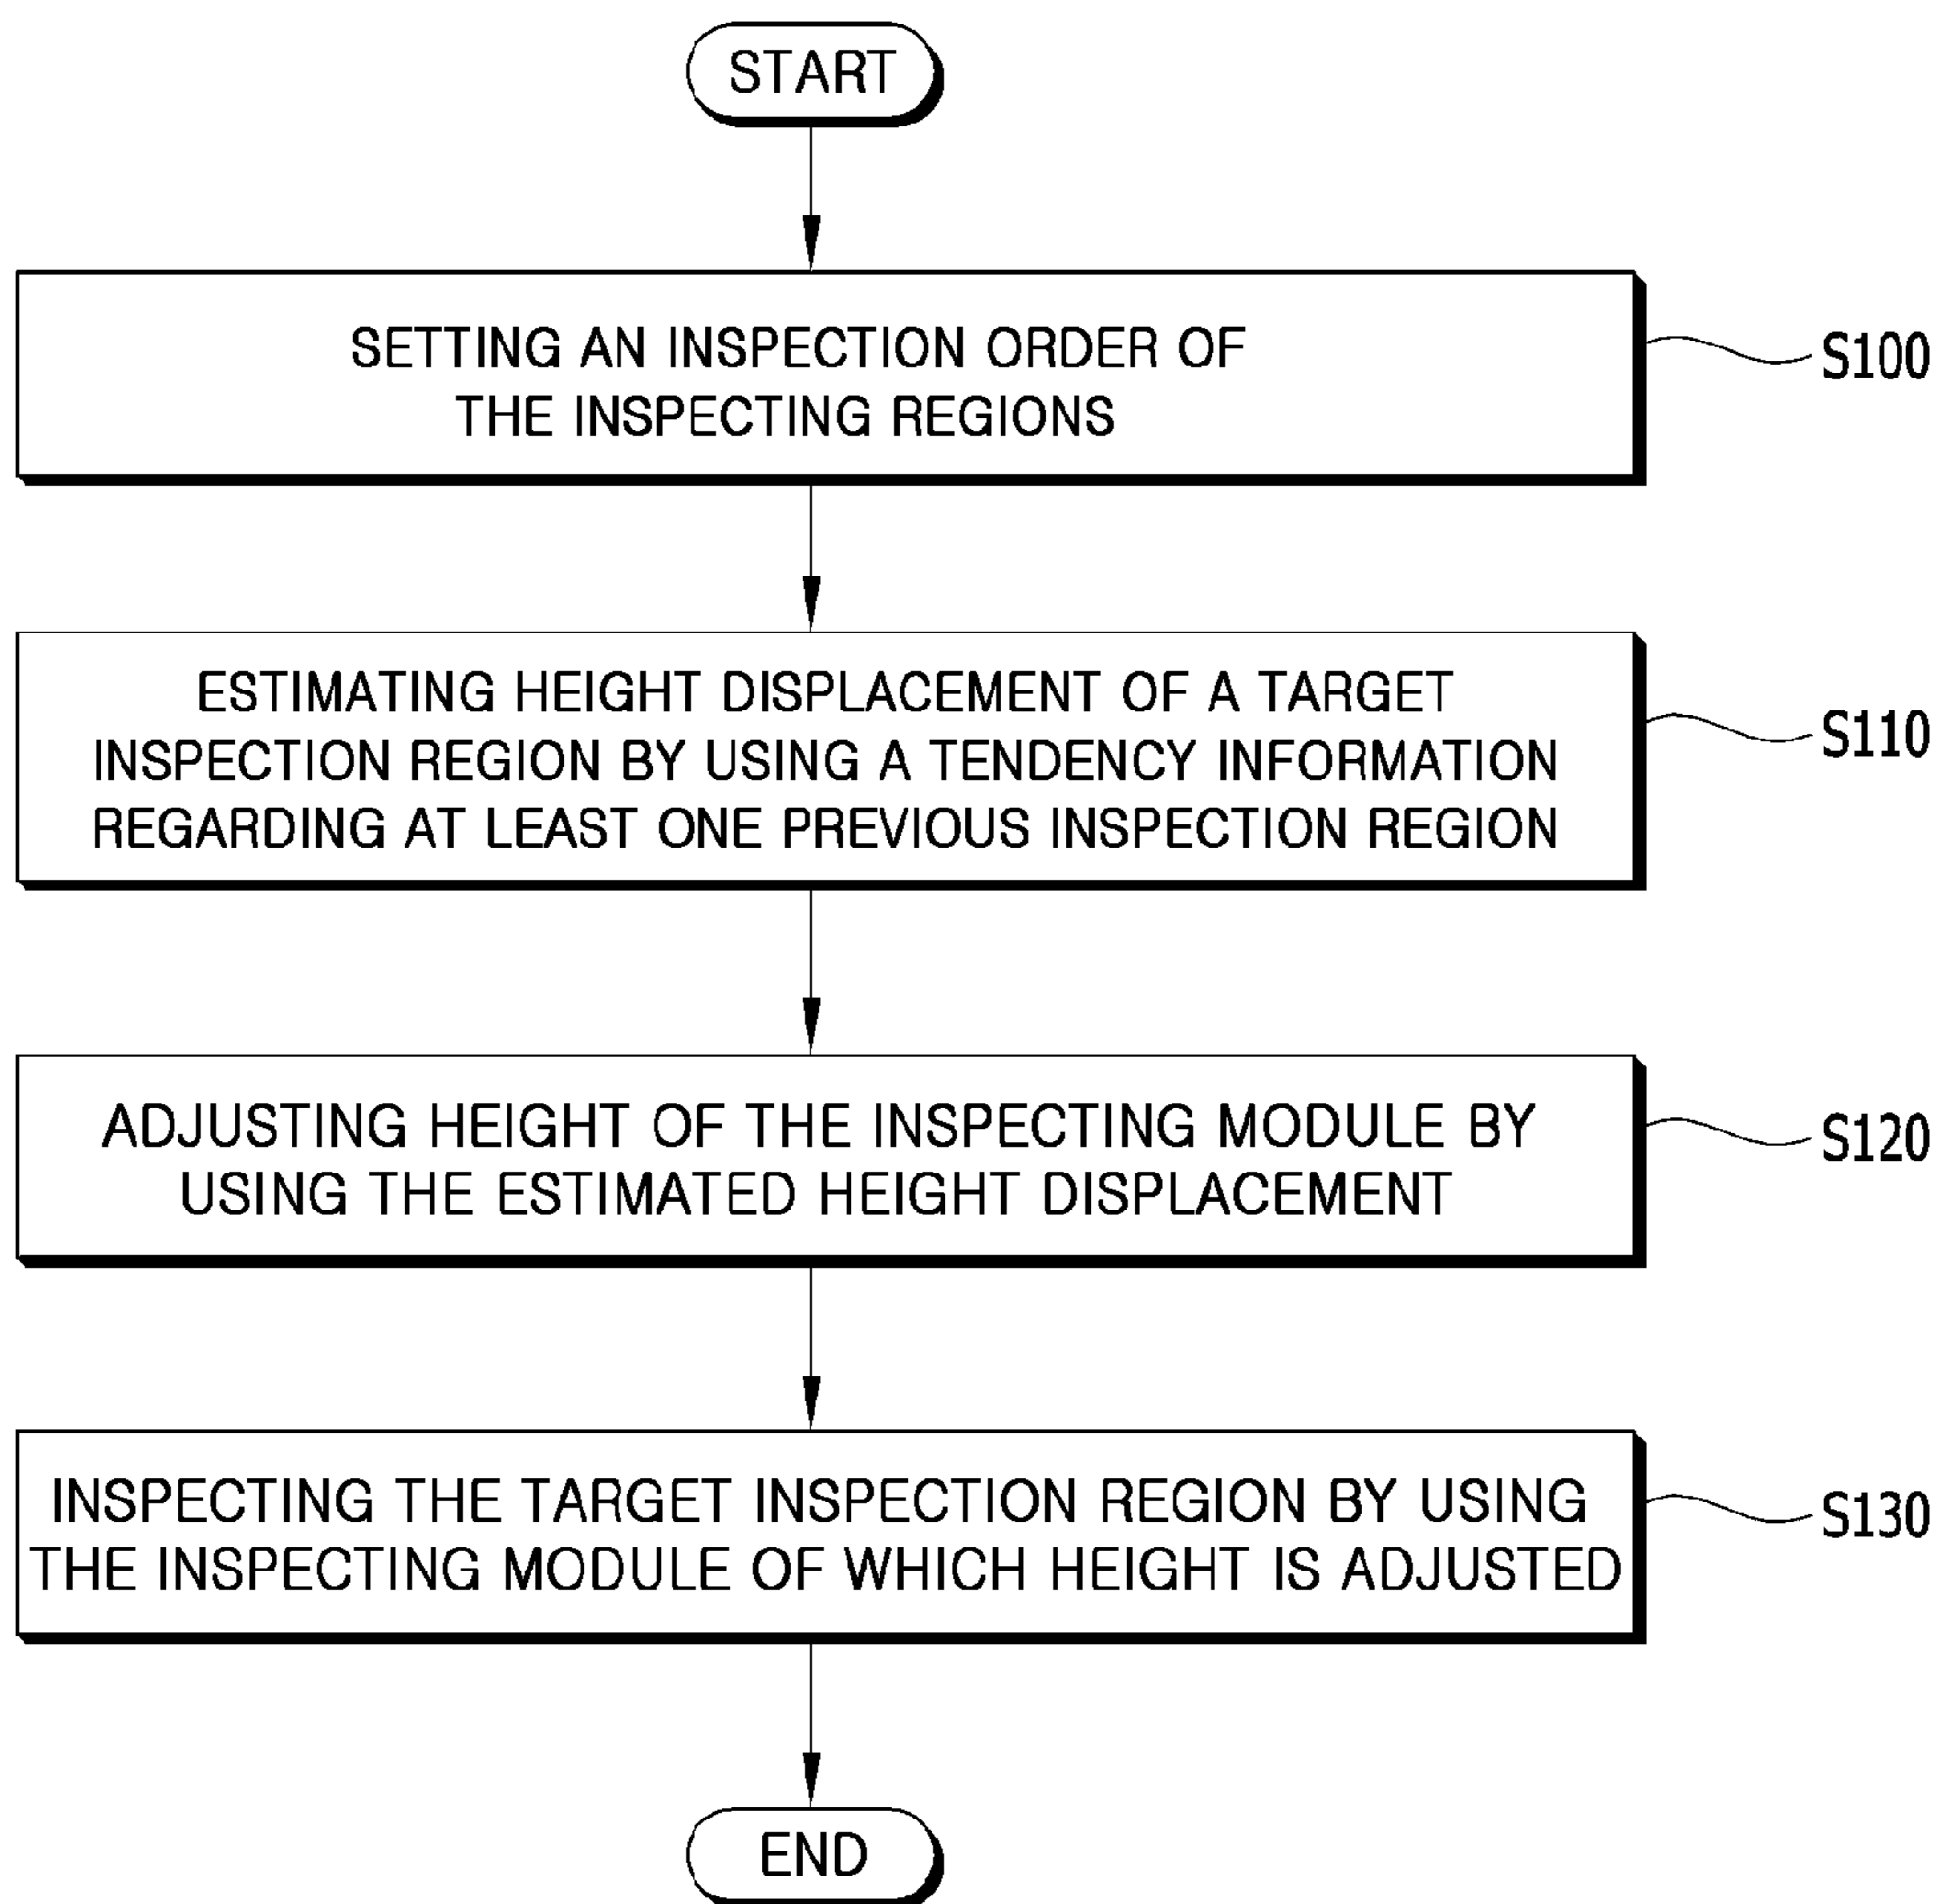 START
SETTING AN INSPECTION ORDER OF
THE INSPECTING REGIONS
S100
ESTIMATING HEIGHT DISPLACEMENT OF A TARGET
INSPECTION REGION BY USING A TENDENCY INFORMATION
REGARDING AT LEAST ONE PREVIOUS INSPECTION REGION
S110
ADJUSTING HEIGHT OF THE INSPECTING MODULE BY
USING THE ESTIMATED HEIGHT DISPLACEMENT
S120
INSPECTING THE TARGET INSPECTION REGION BY USING
THE INSPECTING MODULE OF WHICH HEIGHT IS ADJUSTED
S130
END